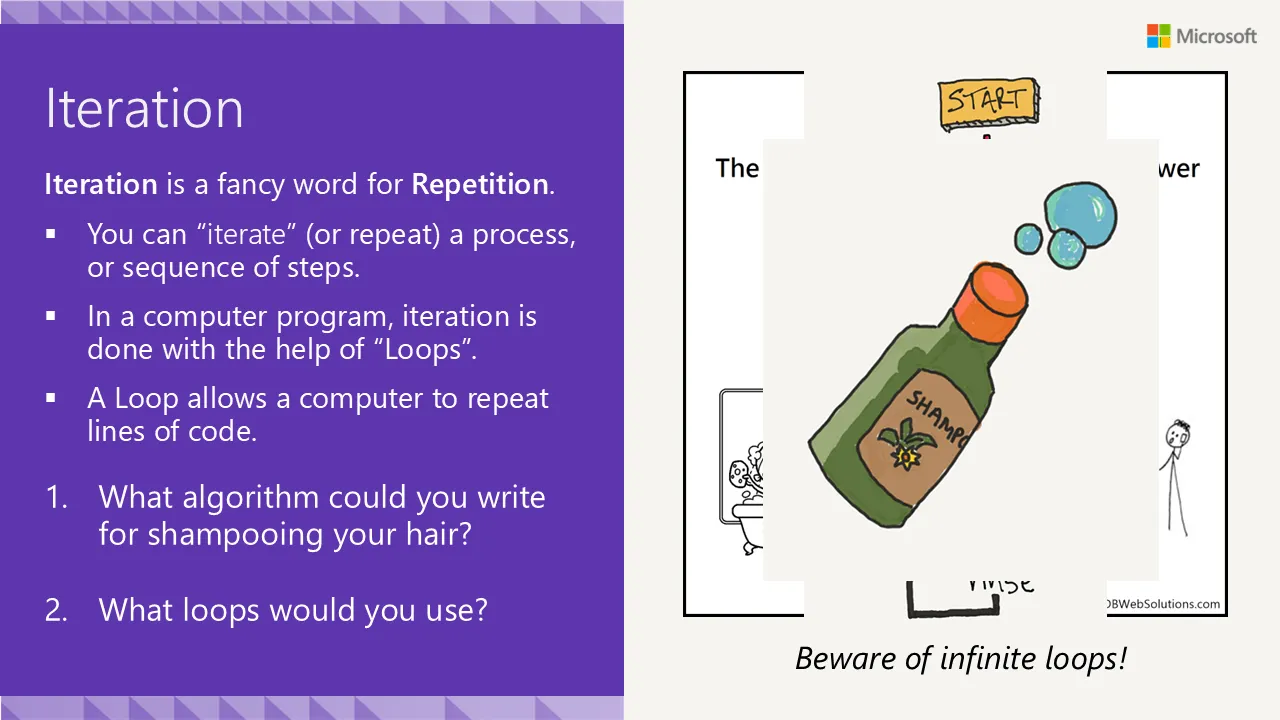 Microsoft
Iteration
Iteration is a fancy word for Repetition.
▪ You can “iterate” (or repeat) a process,
or sequence of steps.
▪ In a computer program, iteration is
done with the help of “Loops”.
▪ A Loop allows a computer to repeat
lines of code.
1. What algorithm could you write
for shampooing your hair?
2. What loops would you use?
START
The
wer
SHAMPO
rinse
OBWebSolutions.com
Beware of infinite loops!